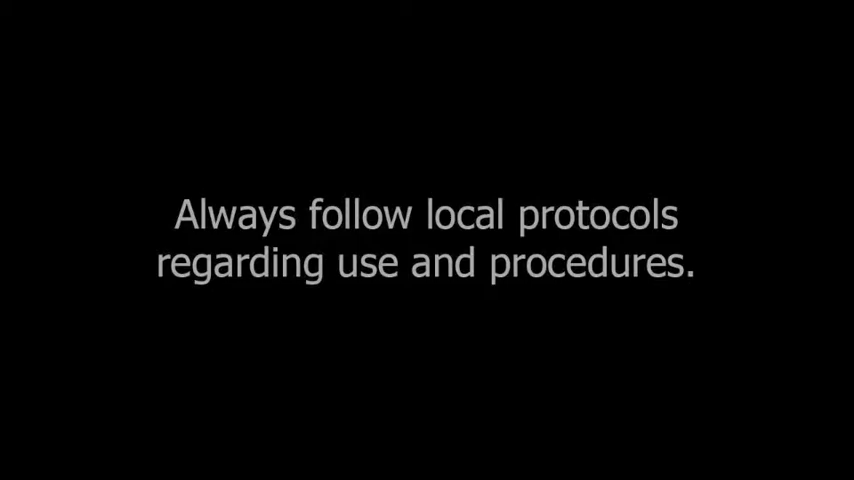 Always follow local protocols
regarding use and procedures.